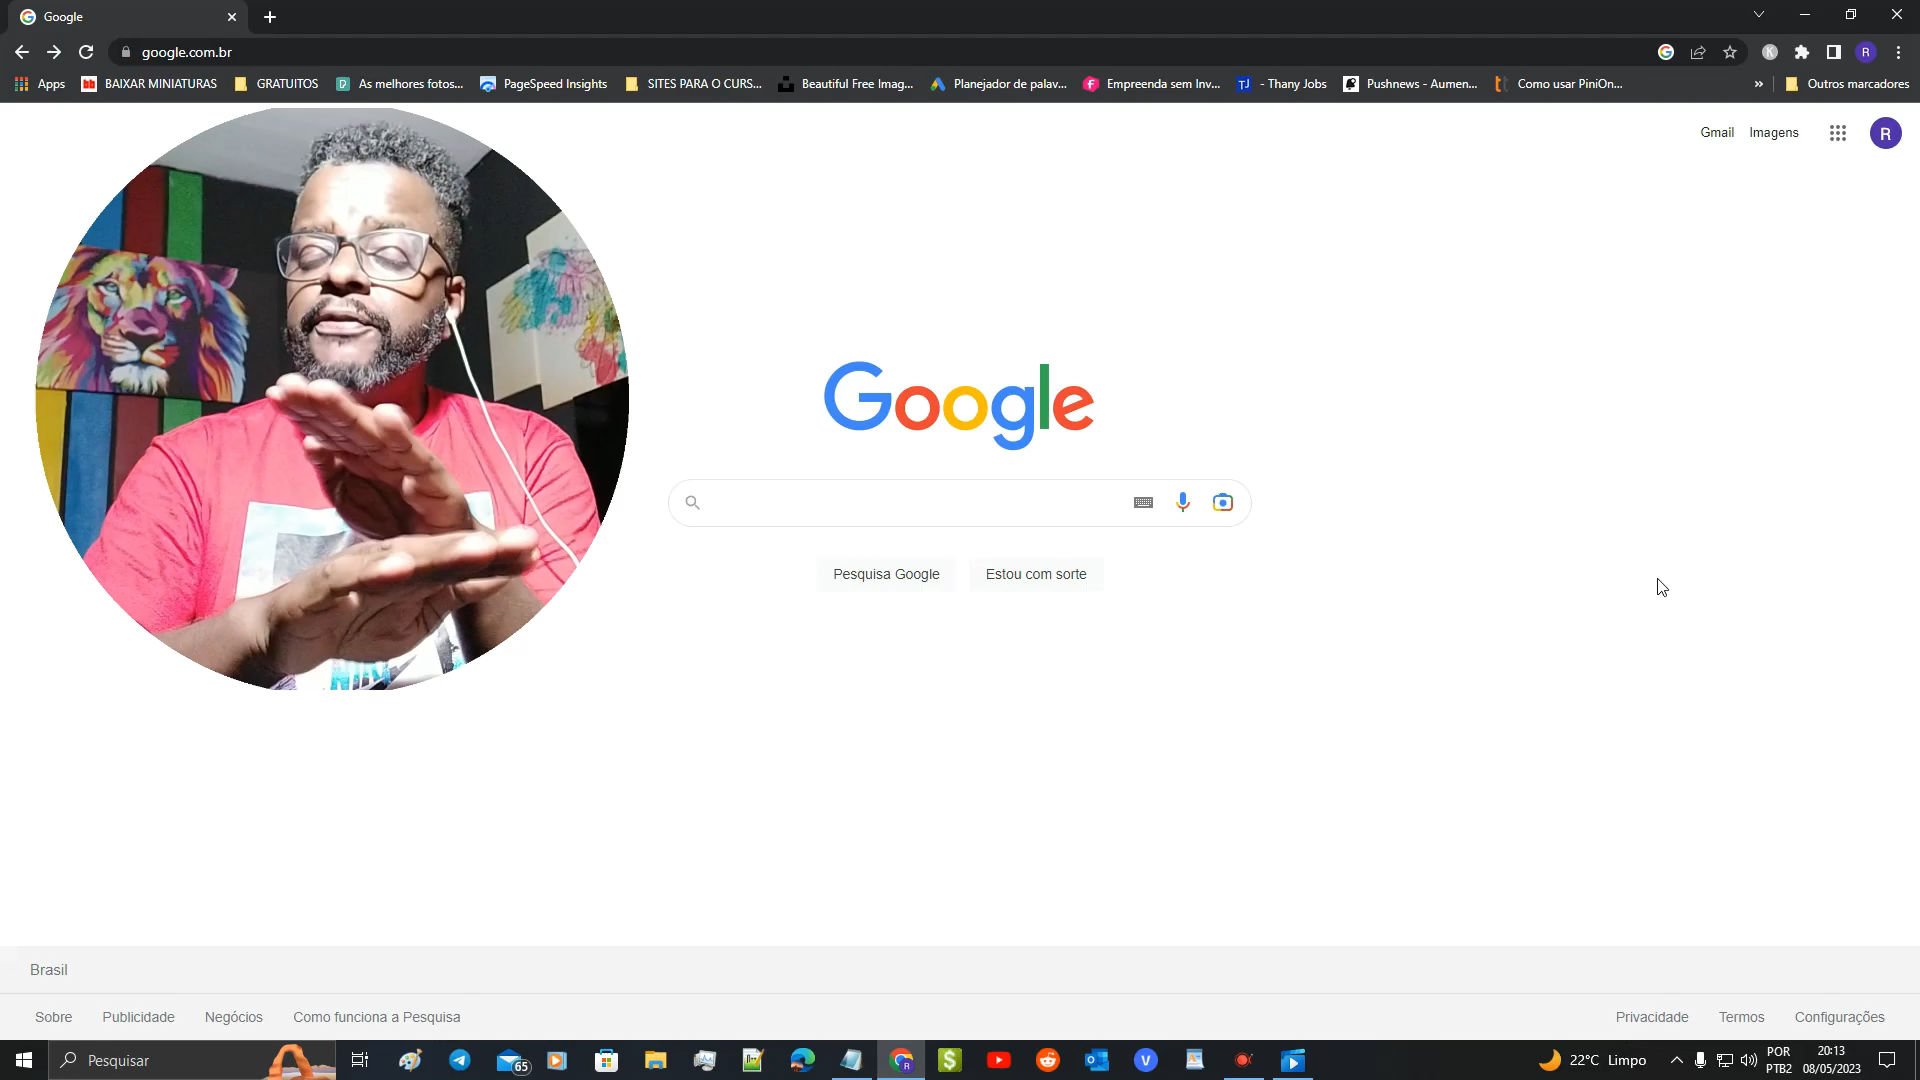 Google
google.com.br
Apps
BAIXAR MINIATURAS
GRATUITOS
As melhores fotos...
PageSpeed Insights
SITES PARA O CURS...
Beautiful Free Imag...
Planejador de palav...
Empreenda sem Inv...
- Thany Jobs
Pushnews - Aumen...
Como usar PiniOn...
»
Outros marcadores
Gmail
Imagens
R
Google
Pesquisa Google
Estou com sorte
Brasil
Sobre
Publicidade
Negócios
Como funciona a Pesquisa
Privacidade
Termos
Configurações
Pesquisar
65
22°C Limpo
POR
PTB2
20:13
08/05/2023